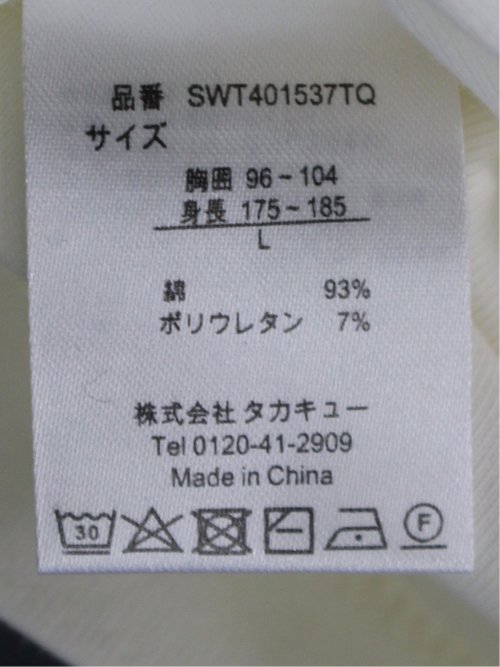 品番 SWT401537TQ
サイズ
胸囲 96~104
身長 175~185
L
綿 93%
ポリウレタン 7%
株式会社 タカキュー
Tel 0120-41-2909
Made in China
30 F